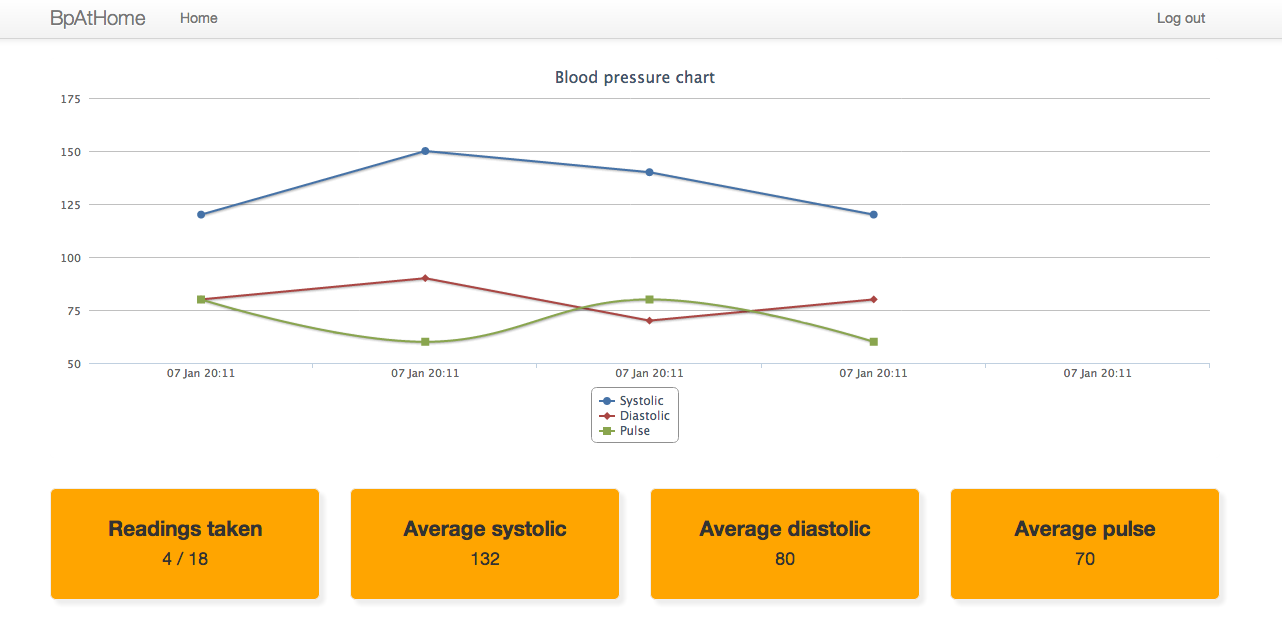 BpAtHome Home Log out
Blood pressure chart
175
150
125
100
75
50
07 Jan 20:11 07 Jan 20:11 07 Jan 20:11 07 Jan 20:11 07 Jan 20:11
Systolic
Diastolic
Pulse
Readings taken
4 / 18
Average systolic
132
Average diastolic
80
Average pulse
70